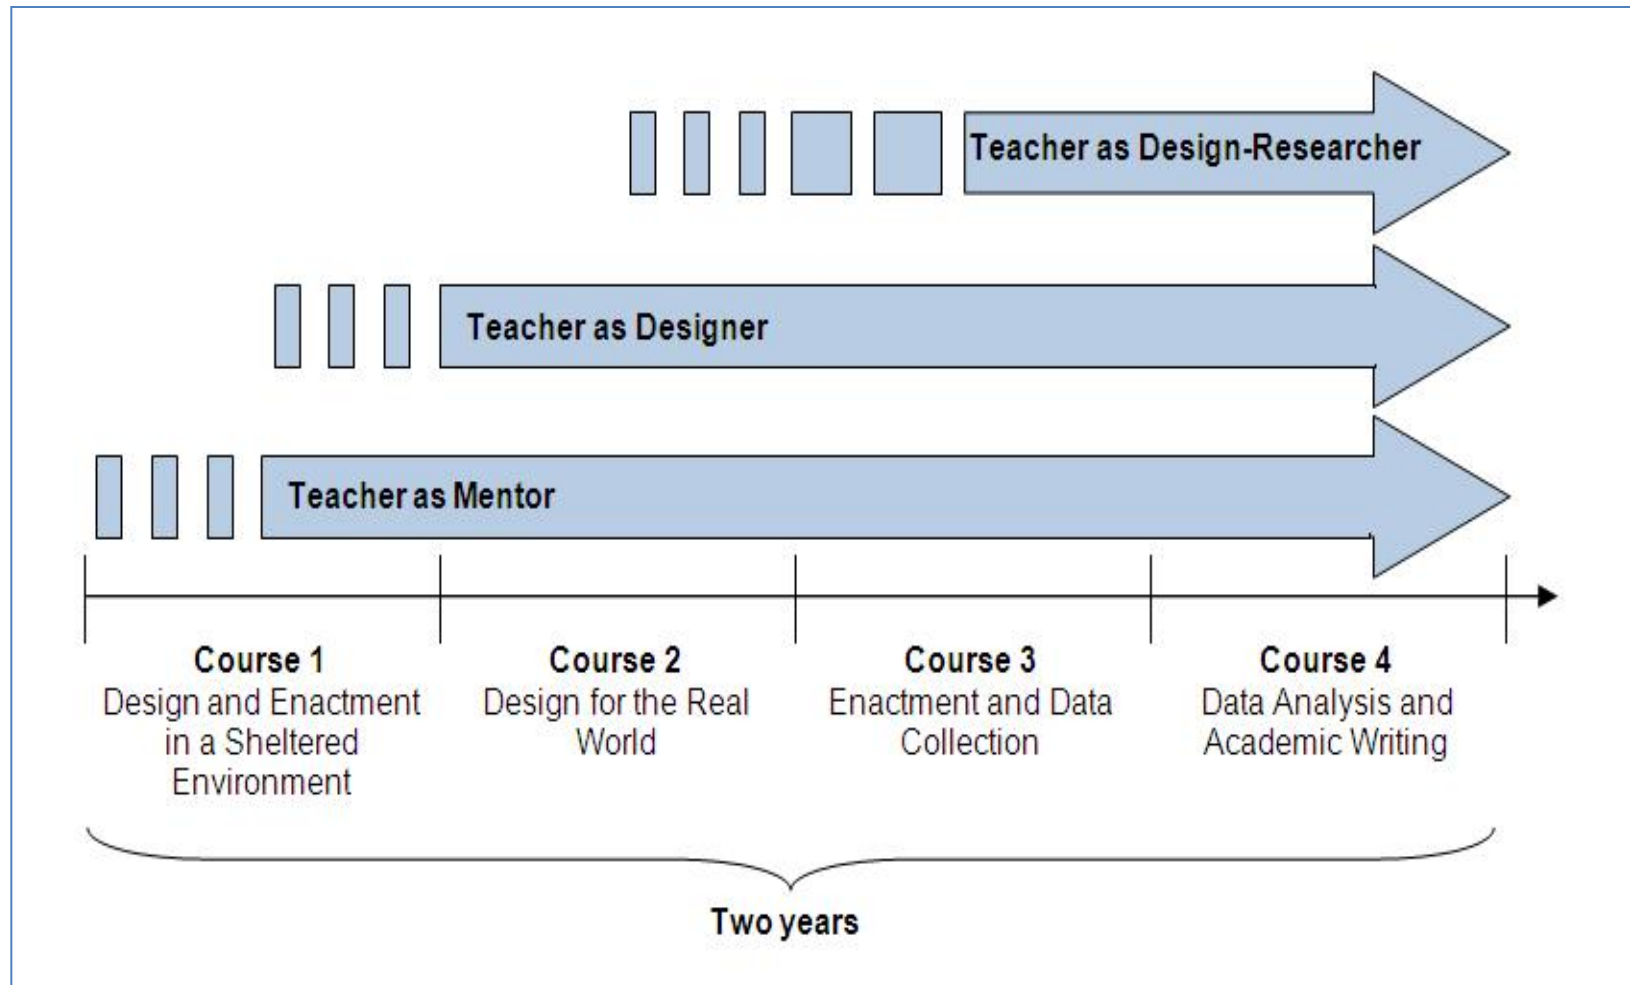 Teacher as Design-Researcher
Teacher as Designer
Teacher as Mentor
Course 1
Design and Enactment
in a Sheltered
Environment
Course 2
Design for the Real
World
Course 3
Enactment and Data
Collection
Course 4
Data Analysis and
Academic Writing
Two years